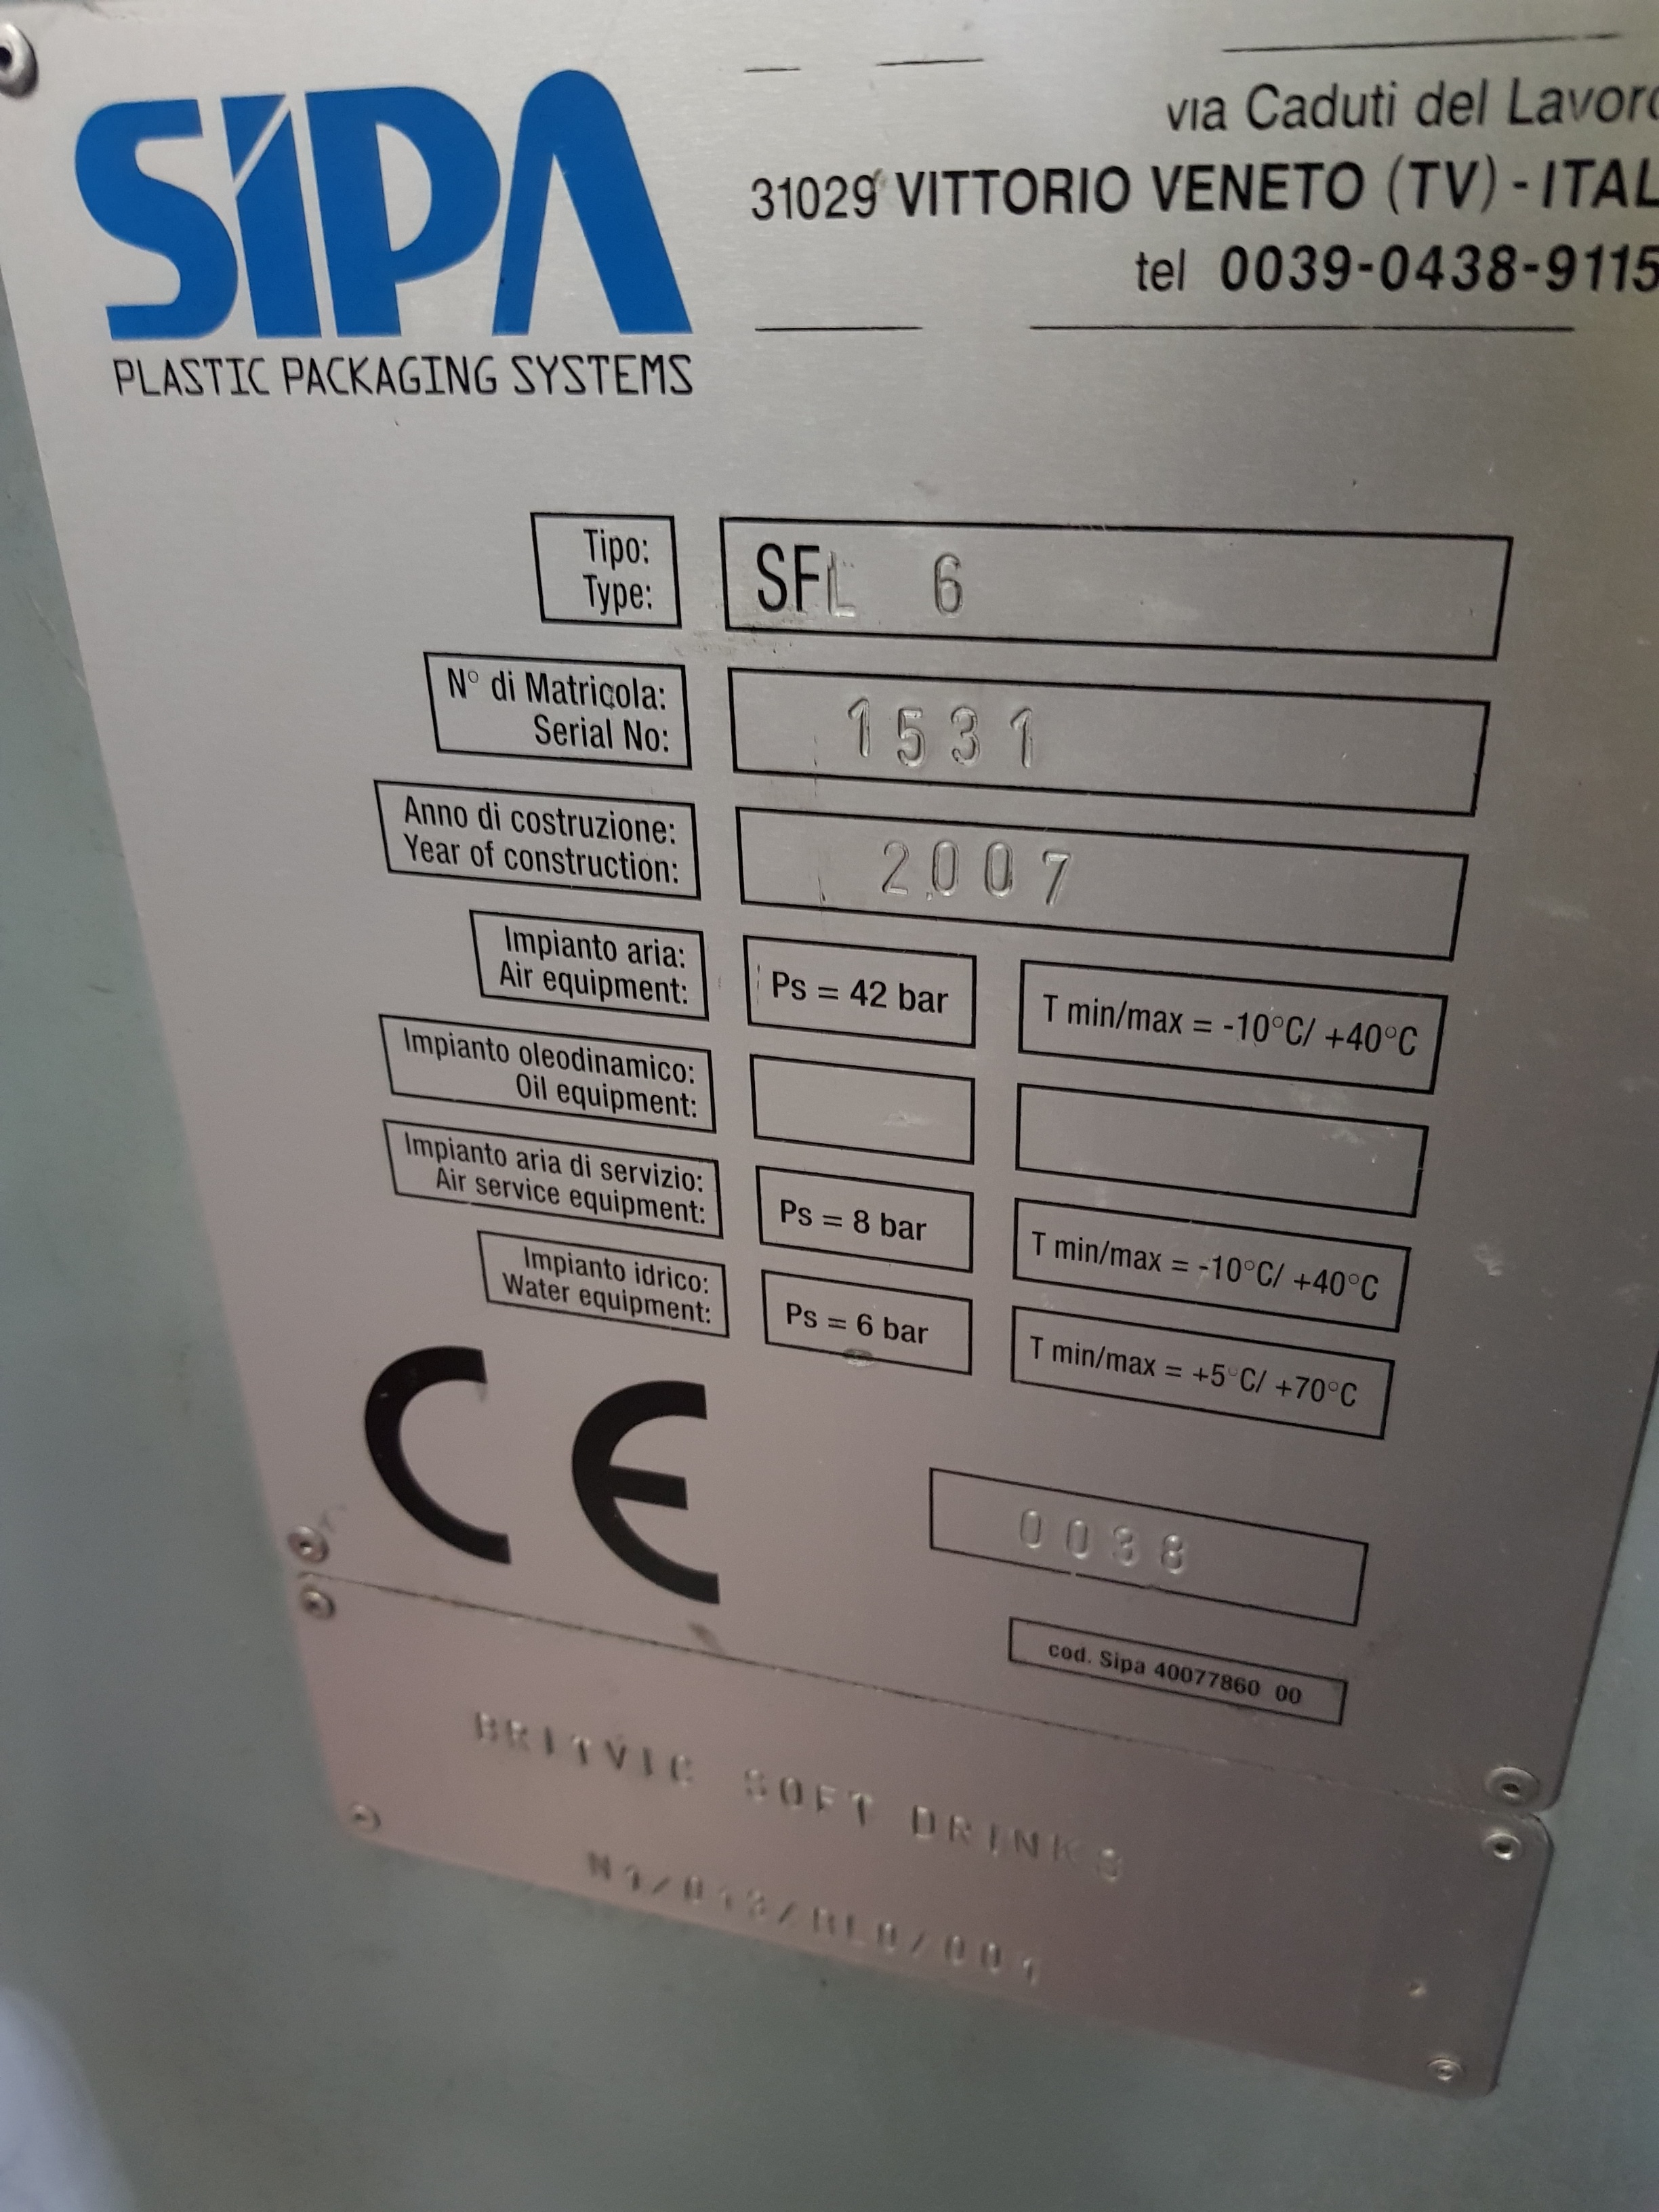 SIPA
PLASTIC PACKAGING SYSTEMS
via Caduti del Lavoro
31029 VITTORIO VENETO (TV) - ITAL
tel 0039-0438-9115
Tipo:
Type:
SFL 6
N° di Matricola:
Serial No:
1531
Anno di costruzione:
Year of construction:
2007
Impianto aria:
Air equipment:
Ps = 42 bar
T min/max = -10°C/ +40°C
Impianto oleodinamico:
Oil equipment:
Impianto aria di servizio:
Air service equipment:
Ps = 8 bar
T min/max = -10°C/ +40°C
Impianto idrico:
Water equipment:
Ps = 6 bar
T min/max = +5°C/ +70°C
CE
0038
cod. Sipa 40077860 00
BRITVIC SOFT DRINKS